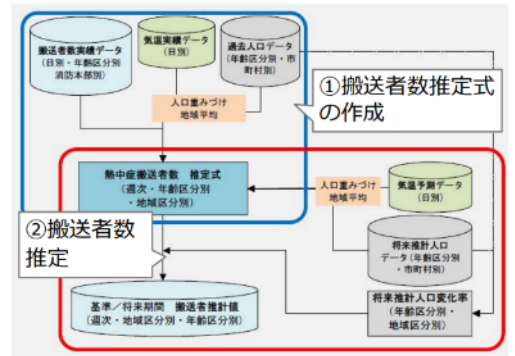 搬送者数実績データ
(日別・年齢区分別
消防本部別)
気温実績データ
(日別)
過去人口データ
(年齢区分別・市
町村別)
人口重みづけ
地域平均
①搬送者数推定式
の作成
熱中症搬送者数 推定式
(週次・年齢区分別
・地域区分別)
人口重みづけ
地域平均
気温予測データ
(日別)
②搬送者数
推定
将来推計人口
データ(年齢区分別
・市町村別)
基準/将来期間 搬送者推計値
(週次・地域区分別・年齢区分別)
将来推計人口変化率
(年齢区分別・
地域区分別)